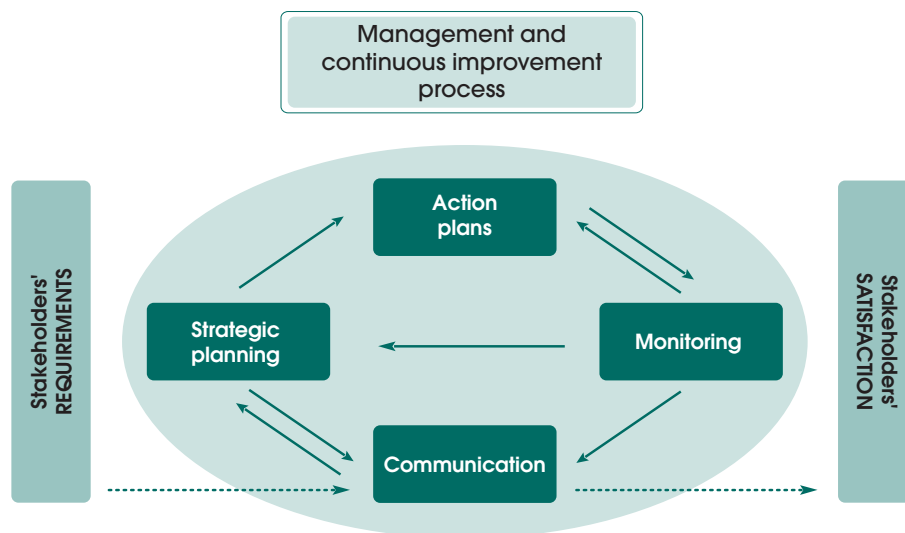 Management and
continuous improvement
process
Stakeholders'
REQUIREMENTS
Action
plans
Strategic
planning
Monitoring
Communication
Stakeholders'
SATISFACTION